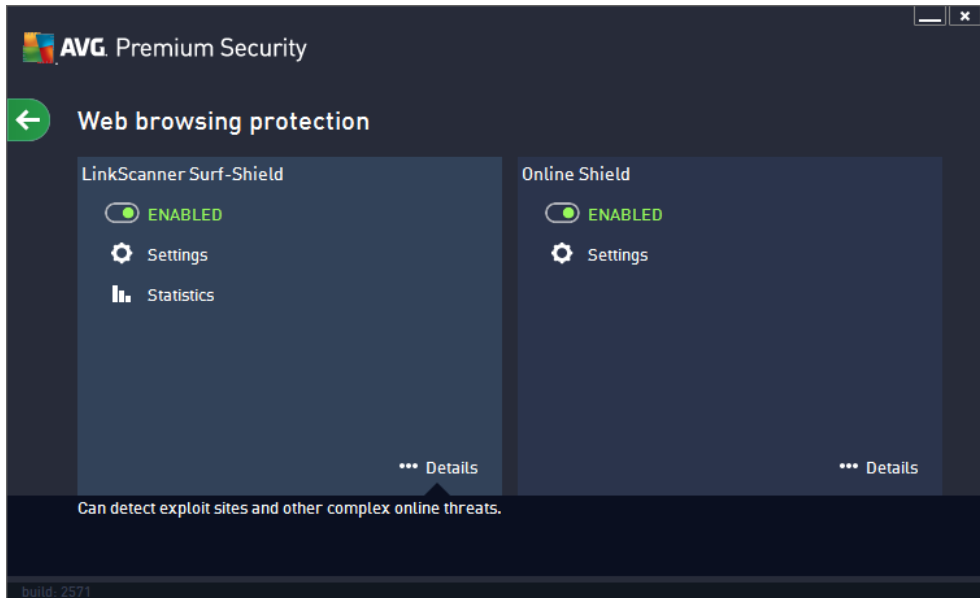 AVG. Premium Security
Web browsing protection
LinkScanner Surf-Shield
ENABLED
Settings
Statistics
••• Details
Online Shield
ENABLED
Settings
••• Details
Can detect exploit sites and other complex online threats.
build: 2571